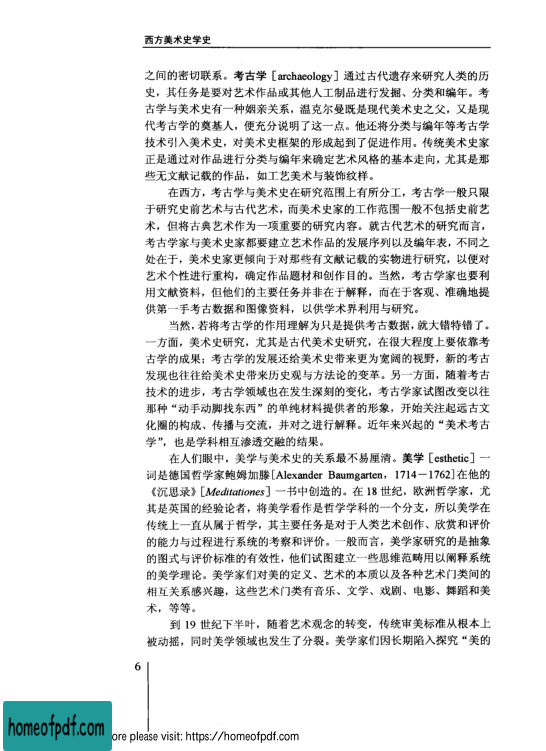 西方美术史学史
之间的密切联系。考古学［archaeology］通过古代遗存来研究人类的历
史，其任务是要对艺术作品或其他人工制品进行发掘、分类和编年。考
古学与美术史有一种姻亲关系，温克尔曼既是现代美术史之父，又是现
代考古学的奠基人，便充分说明了这一点。他还将分类与编年等考古学
技术引入美术史，对美术史框架的形成起到了促进作用。传统美术史家
正是通过对作品进行分类与编年来确定艺术风格的基本走向，尤其是那
些无文献记载的作品，如工艺美术与装饰纹样。
在西方，考古学与美术史在研究范围上有所分工，考古学一般只限
于研究史前艺术与古代艺术，而美术史家的工作范围一般不包括史前艺
术，但将古典艺术作为一项重要的研究内容。就古代艺术的研究而言，
考古学家与美术史家都要建立艺术作品的发展序列以及编年表，不同之
处在于，美术史家更倾向于对那些有文献记载的实物进行研究，以便对
艺术个性进行重构，确定作品题材和创作目的。当然，考古学家也要利
用文献资料，但他们的主要任务并非在于解释，而在于客观、准确地提
供第一手考古数据和图像资料，以供学术界利用与研究。
当然，若将考古学的作用理解为只是提供考古数据，就大错特错了。
一方面，美术史研究，尤其是古代美术史研究，在很大程度上要依靠考
古学的成果；考古学的发展还给美术史带来更为宽阔的视野，新的考古
发现也往往给美术史带来历史观与方法论的变革。另一方面，随着考古
技术的进步，考古学领域也在发生深刻的变化，考古学家试图改变以往
那种“动手动脚找东西”的单纯材料提供者的形象，开始关注起远古文
化圈的构成、传播与交流，并对之进行解释。近年来兴起的“美术考古
学”，也是学科相互渗透交融的结果。
在人们眼中，美学与美术史的关系最不易厘清。美学［esthetic］一
词是德国哲学家鲍姆加滕［Alexander Baumgarten，1714－1762］在他的
《沉思录》［Meditationes］一书中创造的。在 18 世纪，欧洲哲学家，尤
其是英国的经验论者，将美学看作是哲学学科的一个分支，所以美学在
传统上一直从属于哲学，其主要任务是对于人类艺术创作、欣赏和评价
的能力与过程进行系统的考察和评价。一般而言，美学家研究的是抽象
的图式与评价标准的有效性，他们试图建立一些思维范畴用以阐释系统
的美学理论。美学家们对美的定义、艺术的本质以及各种艺术门类间的
相互关系感兴趣，这些艺术门类有音乐、文学、戏剧、电影、舞蹈和美
术，等等。
到 19 世纪下半叶，随着艺术观念的转变，传统审美标准从根本上
被动摇，同时美学领域也发生了分裂。美学家们因长期陷入探究“美的
6
homeofpdf.com
ore please visit: https://homeofpdf.com